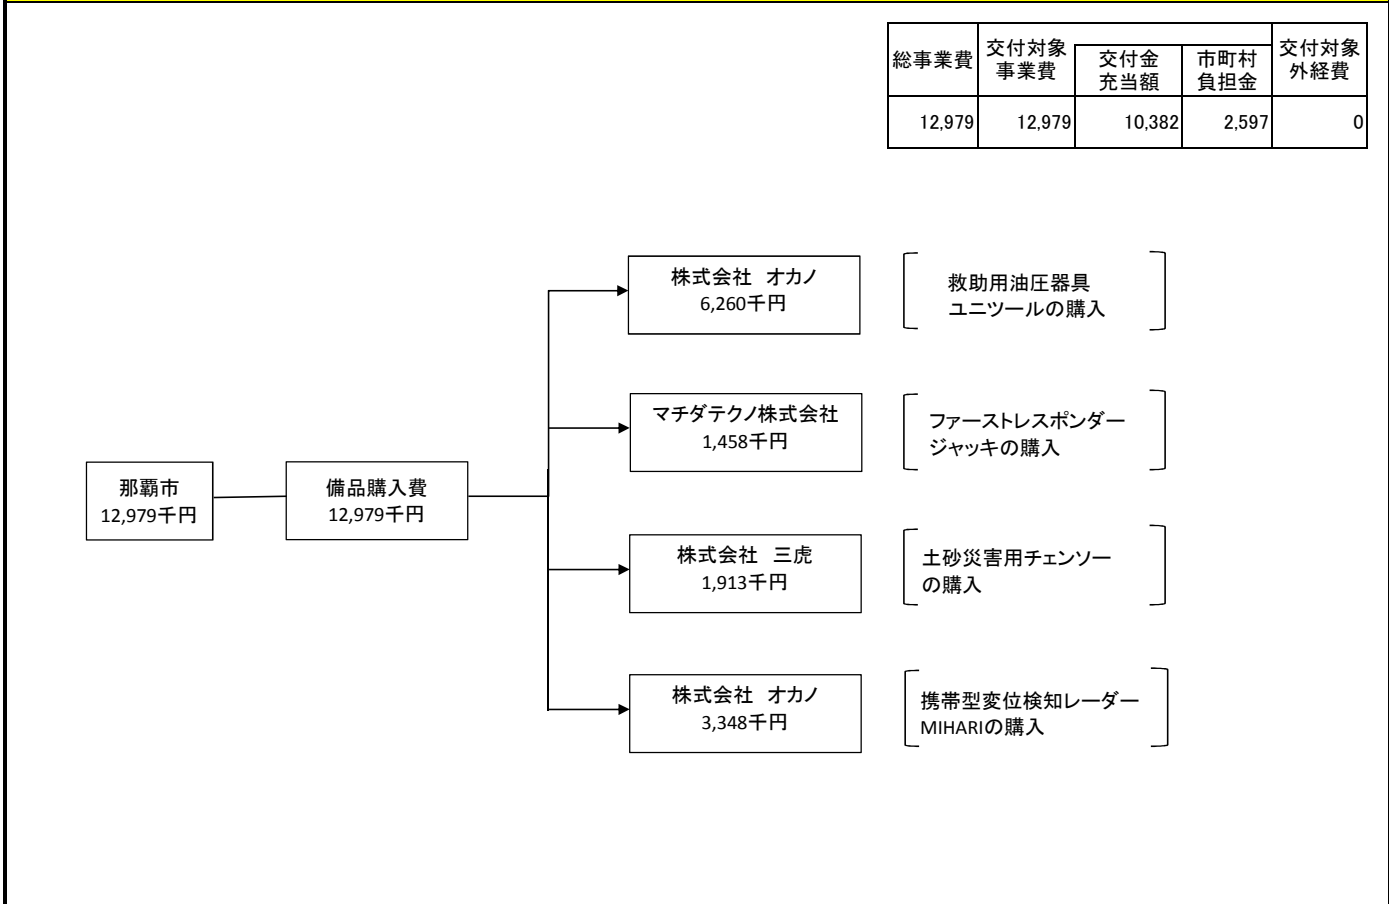 総事業費
交付対象
事業費
交付金
充当額
市町村
負担金
交付対象
外経費
12,979
12,979
10,382
2,597
0
株式会社　オカノ
6,260千円
救助用油圧器具
ユニツールの購入
マチダテクノ株式会社
1,458千円
ファーストレスポンダー
ジャッキの購入
那覇市
12,979千円
備品購入費
12,979千円
株式会社　三虎
1,913千円
土砂災害用チェンソー
の購入
株式会社　オカノ
3,348千円
携帯型変位検知レーダー
MIHARIの購入